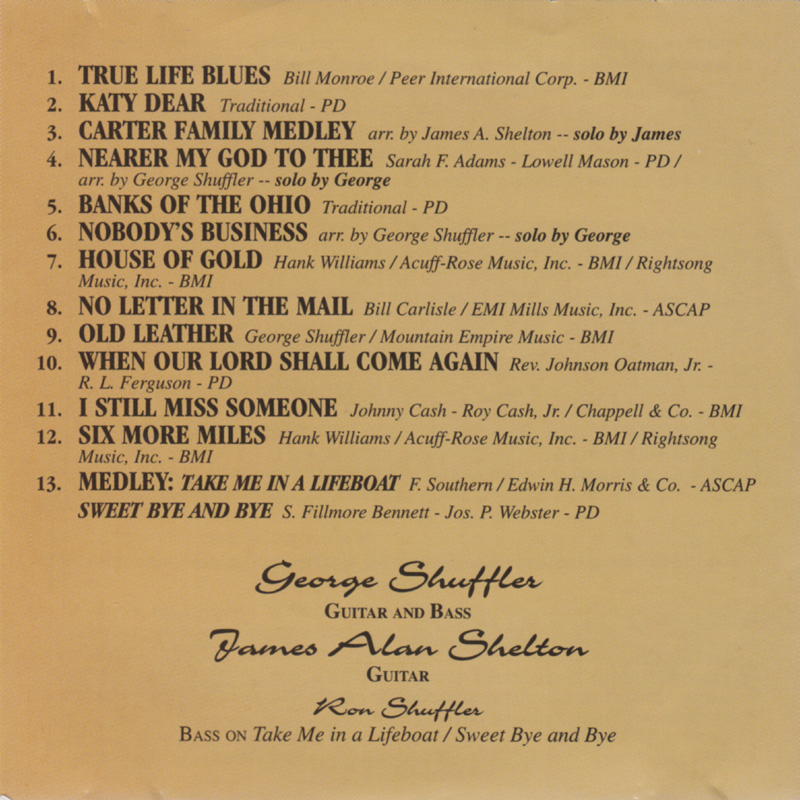 1. TRUE LIFE BLUES Bill Monroe / Peer International Corp. - BMI
2. KATY DEAR Traditional - PD
3. CARTER FAMILY MEDLEY arr. by James A. Shelton -- solo by James
4. NEARER MY GOD TO THEE Sarah F. Adams - Lowell Mason - PD /
arr. by George Shuffler -- solo by George
5. BANKS OF THE OHIO Traditional - PD
6. NOBODY'S BUSINESS arr. by George Shuffler -- solo by George
7. HOUSE OF GOLD Hank Williams / Acuff-Rose Music, Inc. - BMI / Rightsong
Music, Inc. - BMI
8. NO LETTER IN THE MAIL Bill Carlisle / EMI Mills Music, Inc. - ASCAP
9. OLD LEATHER George Shuffler / Mountain Empire Music - BMI
10. WHEN OUR LORD SHALL COME AGAIN Rev. Johnson Oatman, Jr. -
R. L. Ferguson - PD
11. I STILL MISS SOMEONE Johnny Cash - Roy Cash, Jr. / Chappell & Co. - BMI
12. SIX MORE MILES Hank Williams / Acuff-Rose Music, Inc. - BMI / Rightsong
Music, Inc. - BMI
13. MEDLEY: TAKE ME IN A LIFEBOAT F. Southern / Edwin H. Morris & Co. - ASCAP
SWEET BYE AND BYE S. Fillmore Bennett - Jos. P. Webster - PD
George Shuffler
GUITAR AND BASS
James Alan Shelton
GUITAR
Ron Shuffler
BASS ON Take Me in a Lifeboat / Sweet Bye and Bye